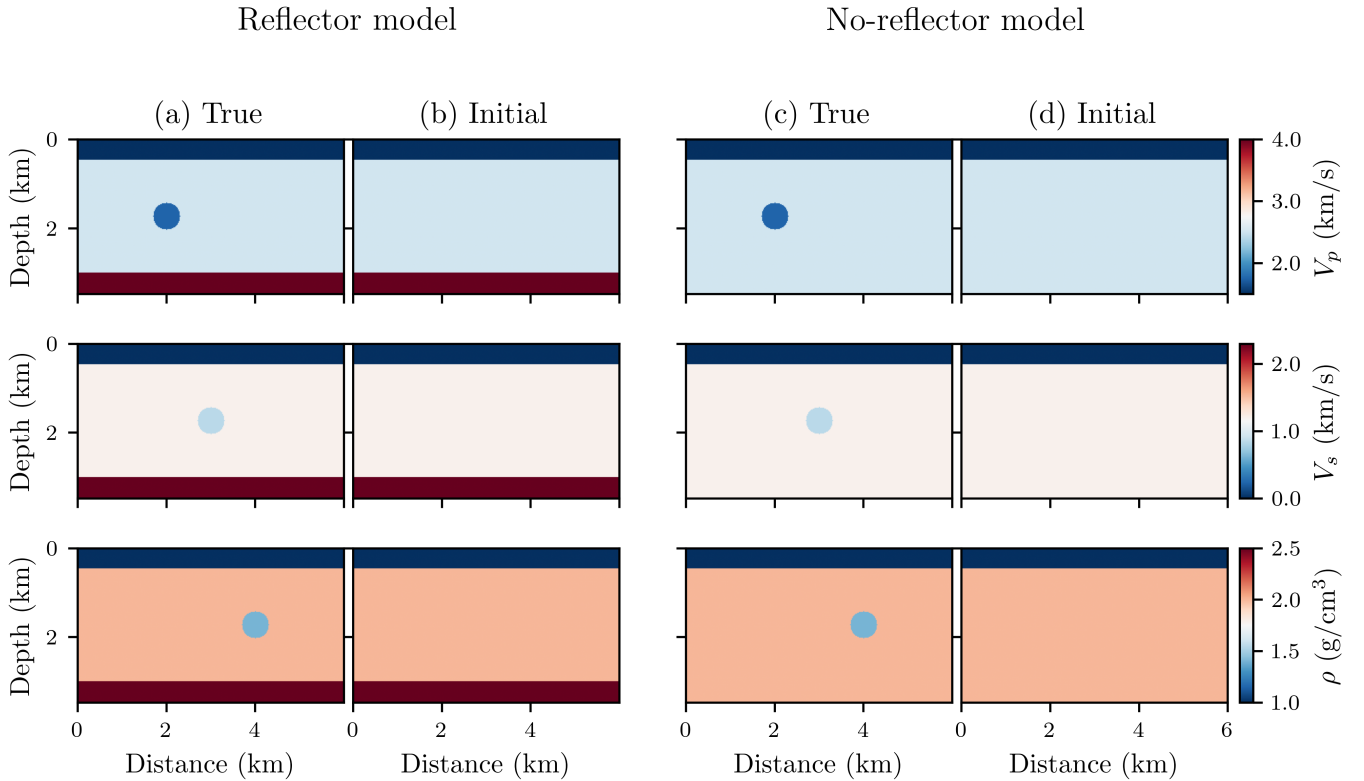 Reflector model
No-reflector model
(a) True
(b) Initial
(c) True
(d) Initial
0
2
Depth (km)
4.0
3.0
2.0
V_p (km/s)
0
2
Depth (km)
2.0
1.0
0.0
V_s (km/s)
0
2
Depth (km)
2.5
2.0
1.5
1.0
ρ (g/cm³)
0 2 4
0 2 4
0 2 4
0 2 4 6
Distance (km)
Distance (km)
Distance (km)
Distance (km)